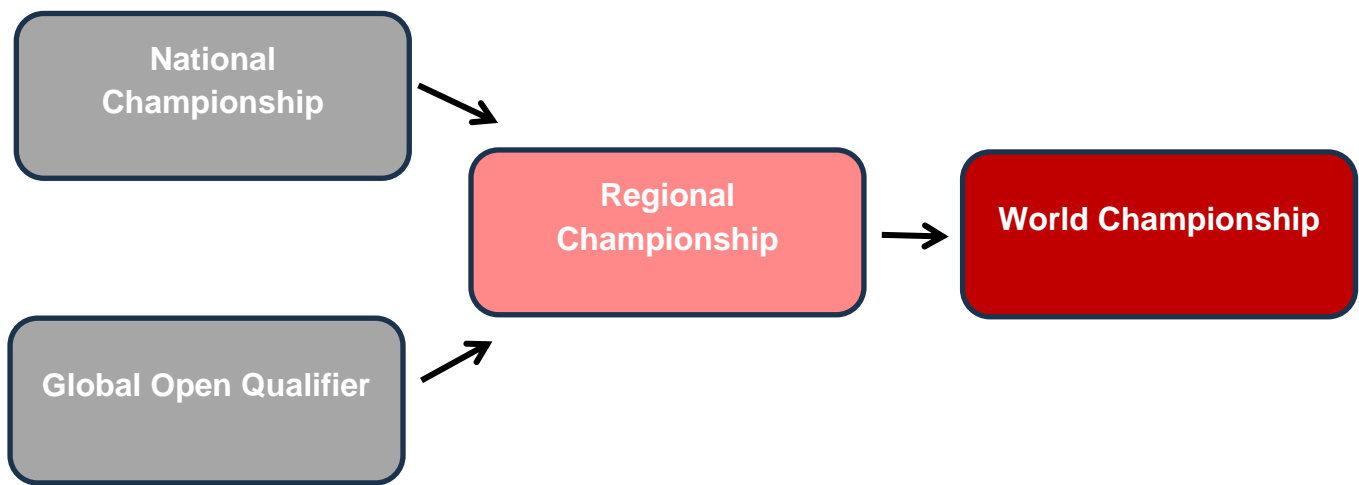 National
Championship
Regional
Championship
World Championship
Global Open Qualifier